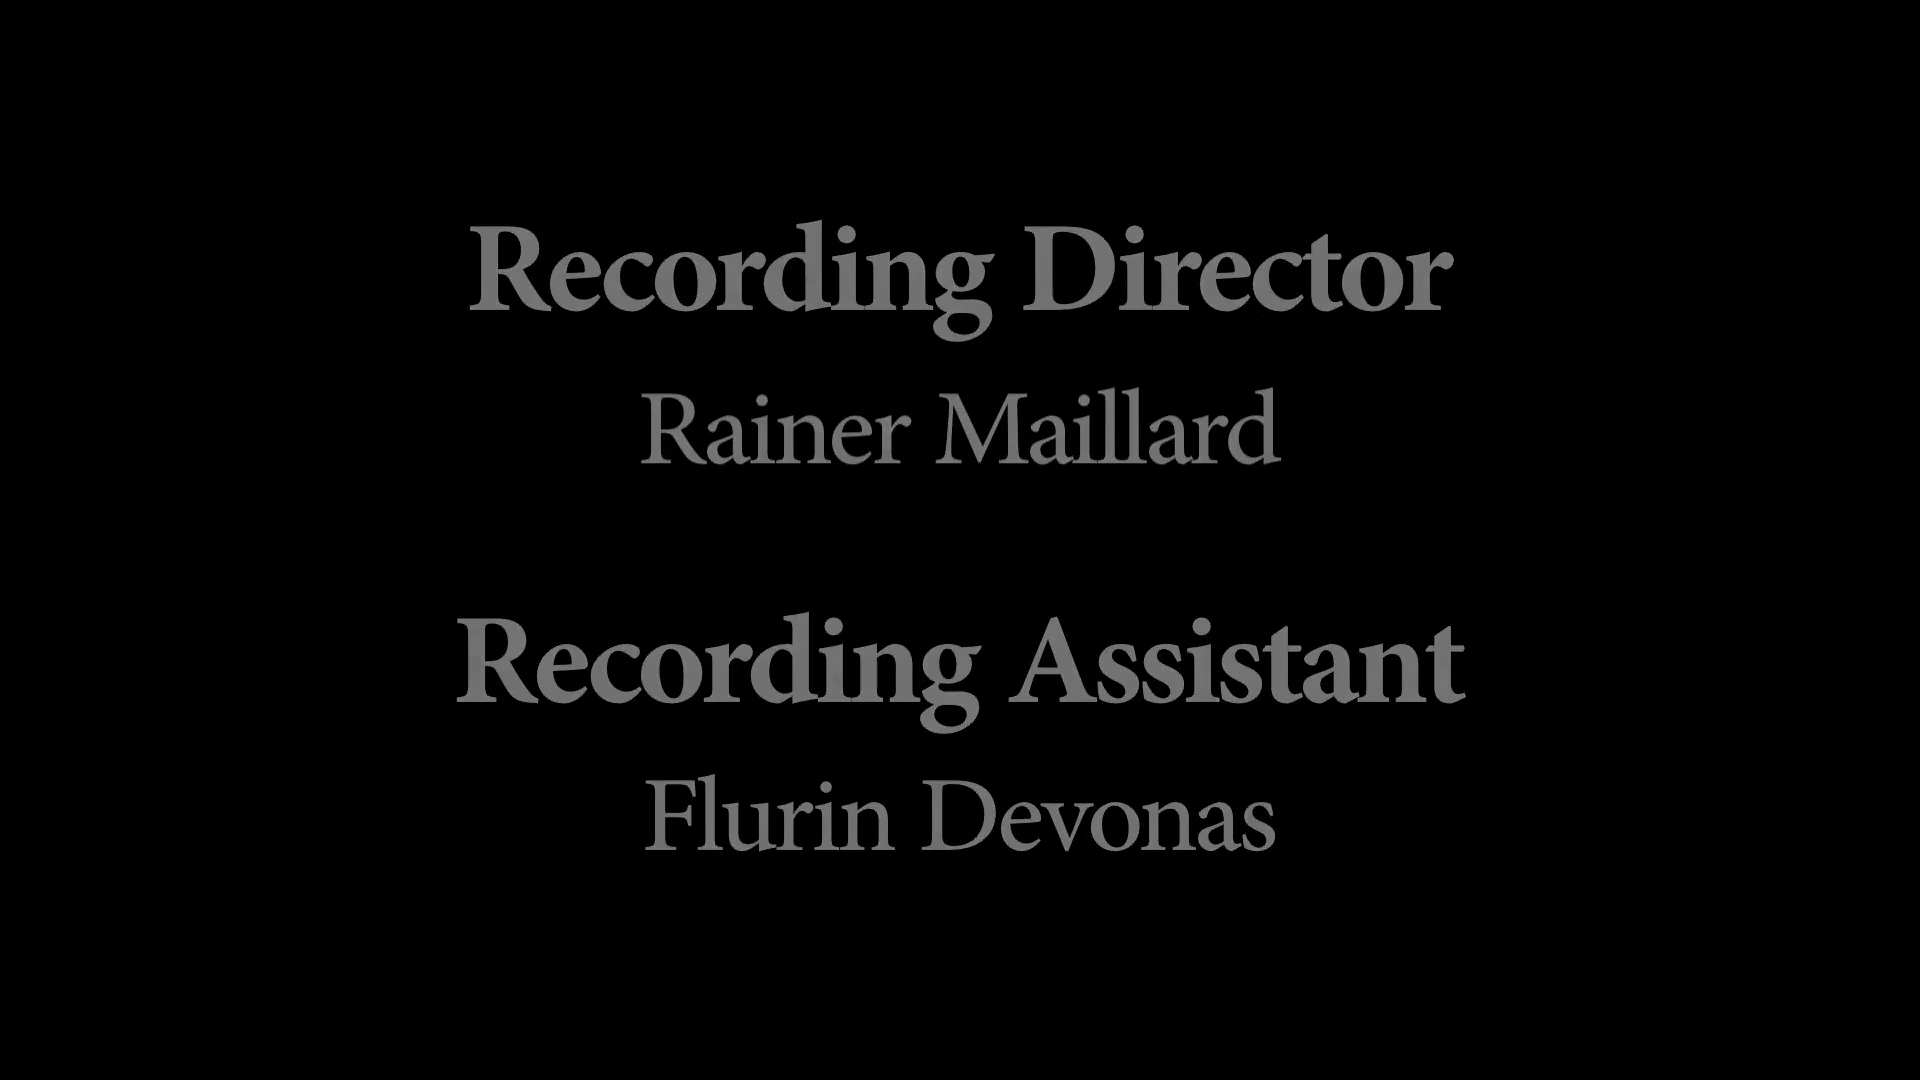 Recording Director
Rainer Maillard
Recording Assistant
Flurin Devonas